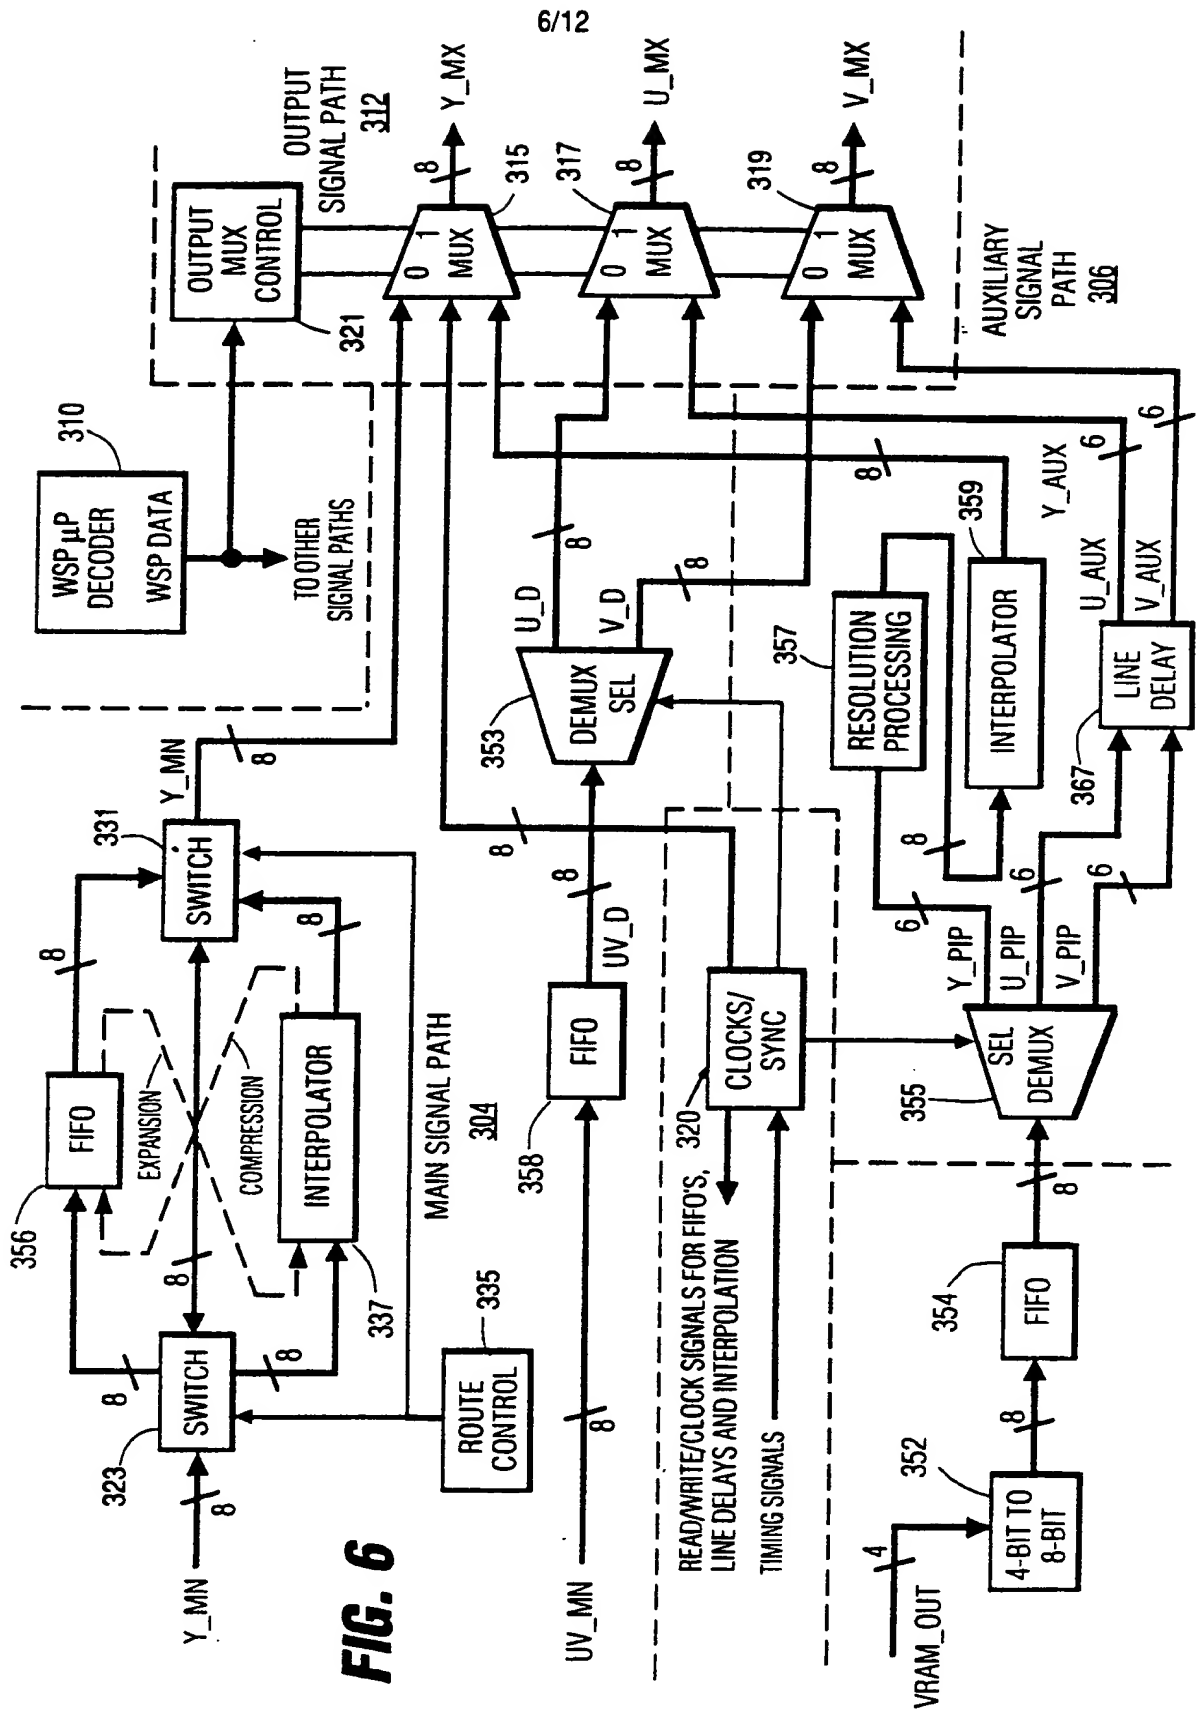 6/12
WSP µP
DECODER
WSP DATA
310
TO OTHER
SIGNAL PATHS
OUTPUT
MUX
CONTROL
321
OUTPUT
SIGNAL PATH
312
0 1
MUX
315
8
Y_MX
0 1
MUX
317
8
U_MX
0 1
MUX
319
8
V_MX
AUXILIARY
SIGNAL
PATH
306
Y_MN
8
323
SWITCH
8
8
8
356
FIFO
8
EXPANSION
COMPRESSION
INTERPOLATOR
337
8
331
SWITCH
Y_MN
8
ROUTE
CONTROL
335
MAIN SIGNAL PATH
304
UV_MN
8
358
FIFO
UV_D
8
353
DEMUX
SEL
U_D
8
V_D
8
8
320
CLOCKS/
SYNC
READ/WRITE/CLOCK SIGNALS FOR FIFO'S,
LINE DELAYS AND INTERPOLATION
TIMING SIGNALS
VRAM_OUT
4
4-BIT TO
8-BIT
352
8
354
FIFO
8
355
SEL
DEMUX
Y_PIP
U_PIP
V_PIP
6
6
6
357
RESOLUTION
PROCESSING
8
INTERPOLATOR
359
8
Y_AUX
367
LINE
DELAY
U_AUX
6
V_AUX
6
FIG. 6